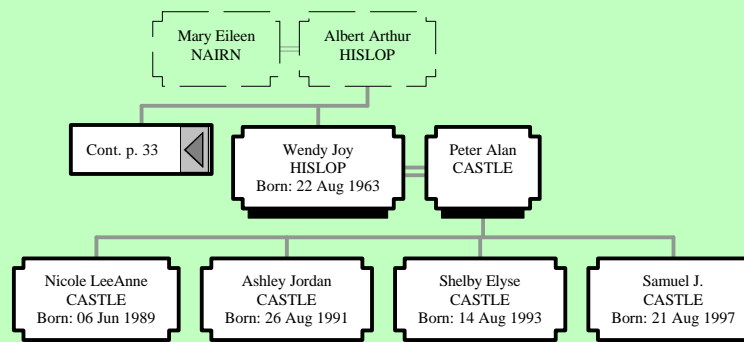 Mary Eileen
NAIRN
Albert Arthur
HISLOP
Cont. p. 33
Wendy Joy
HISLOP
Born: 22 Aug 1963
Peter Alan
CASTLE
Nicole LeeAnne
CASTLE
Born: 06 Jun 1989
Ashley Jordan
CASTLE
Born: 26 Aug 1991
Shelby Elyse
CASTLE
Born: 14 Aug 1993
Samuel J.
CASTLE
Born: 21 Aug 1997